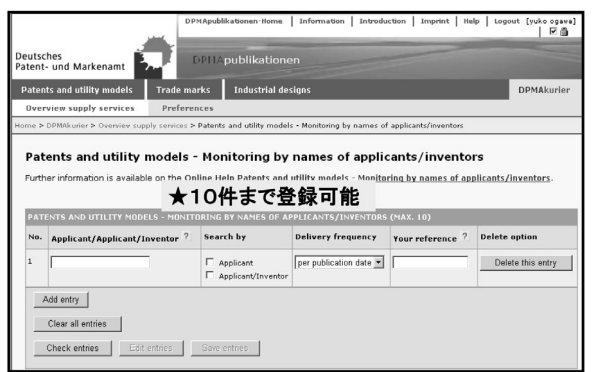 DPMApublikationen-Home | Information | Introduction | Imprint | Help | Logout [yuko ogawa]
Deutsches
Patent- und Markenamt
DPMApublikationen
Patents and utility models Trade marks Industrial designs DPMAkurier
Overview supply services Preferences
Home > DPMAkurier > Overview supply services > Patents and utility models - Monitoring by names of applicants/inventors
Patents and utility models - Monitoring by names of applicants/inventors
Further information is available on the Online Help Patents and utility models - Monitoring by names of applicants/inventors.
★10件まで登録可能
PATENTS AND UTILITY MODELS - MONITORING BY NAMES OF APPLICANTS/INVENTORS (MAX. 10)
No. Applicant/Applicant/Inventor ? Search by Delivery frequency Your reference ? Delete option
1 Applicant per publication date Delete this entry
Applicant/Inventor
Add entry
Clear all entries
Check entries Edit entries Save entries